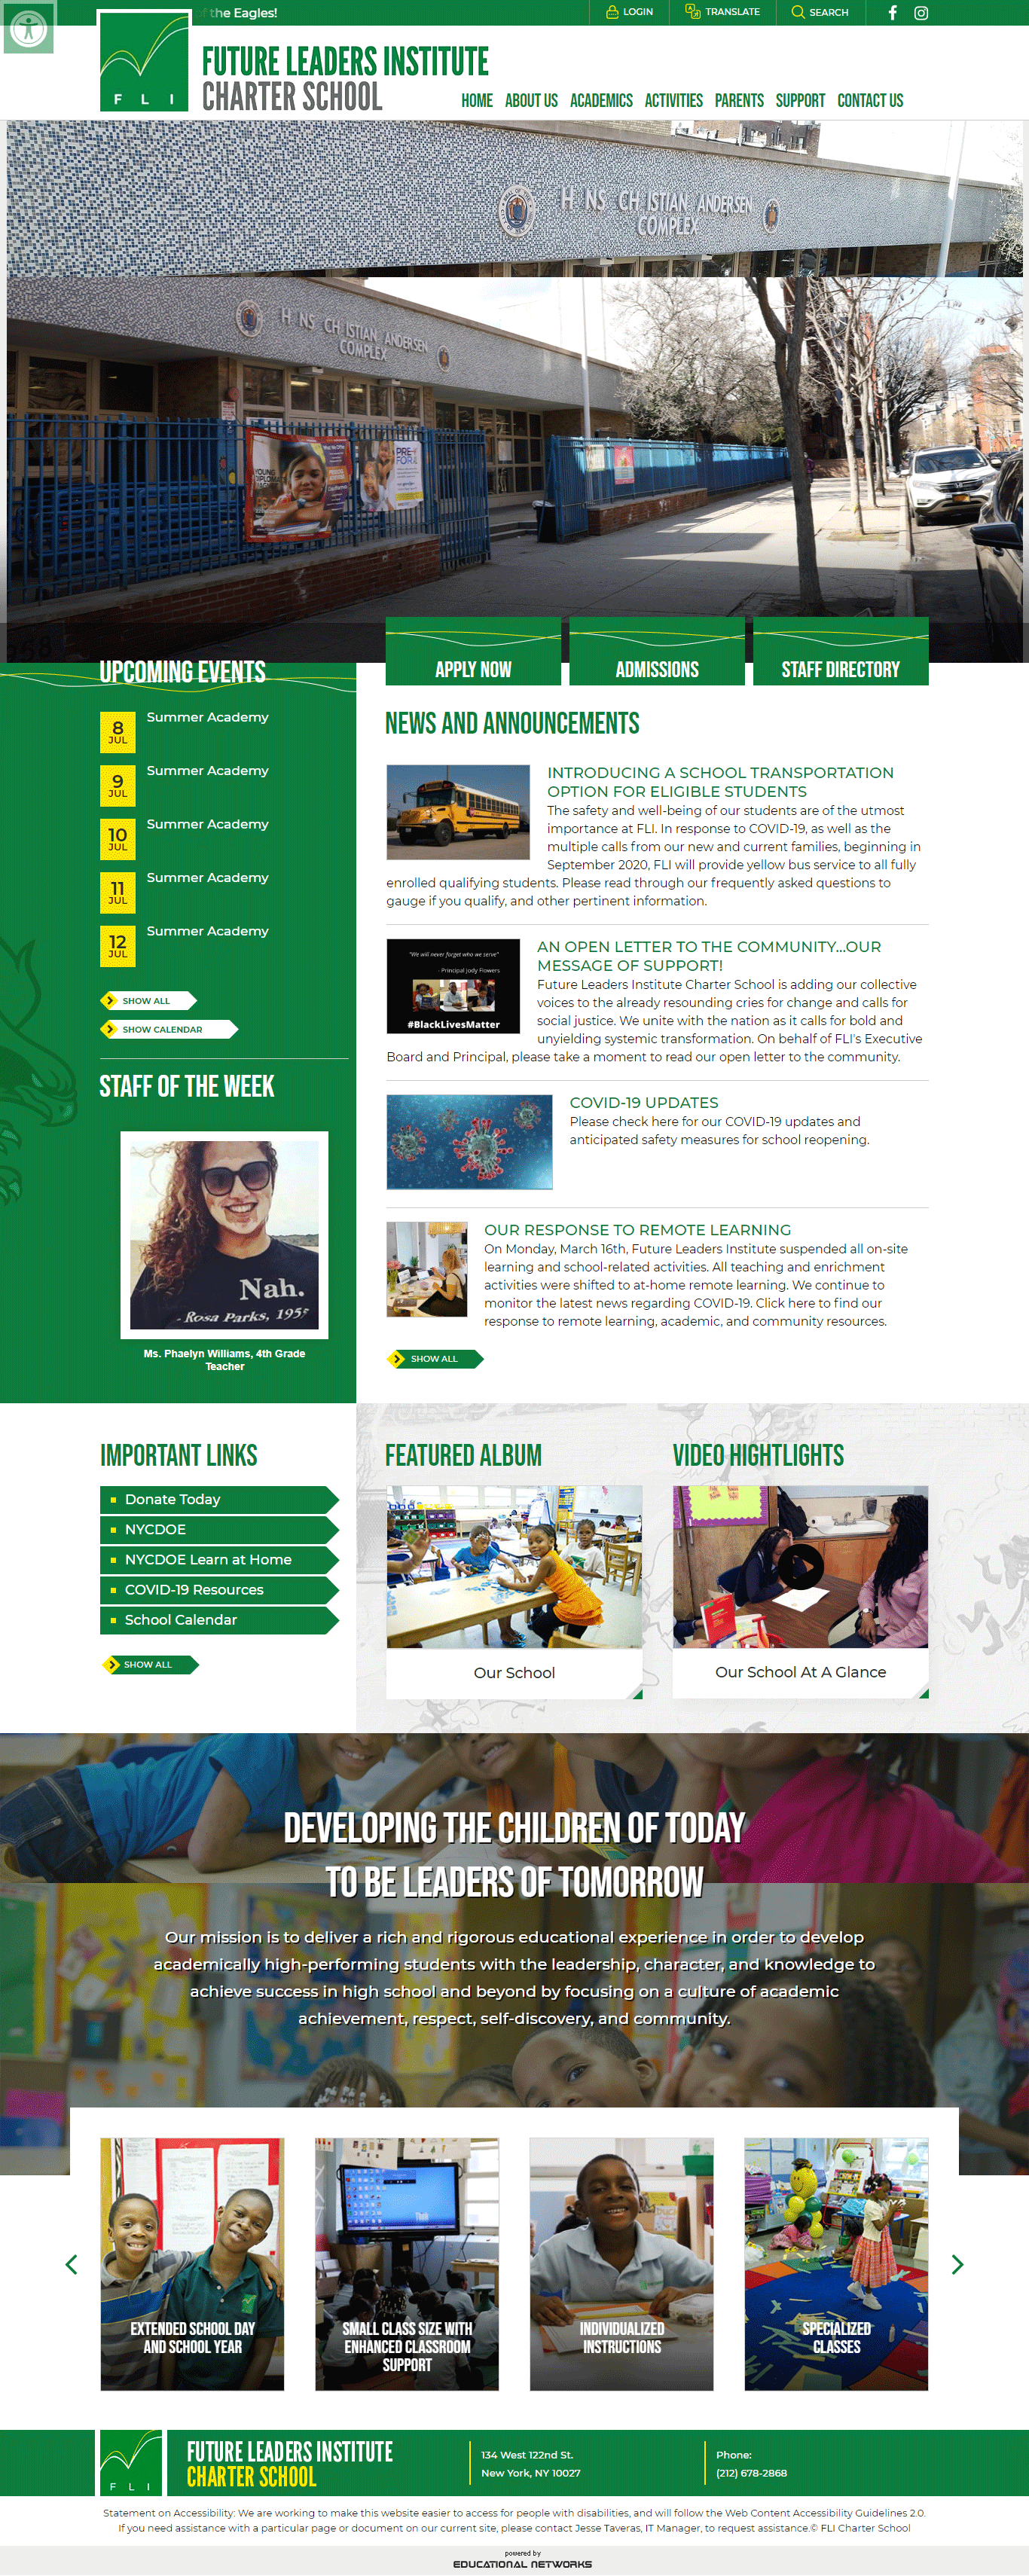 of the Eagles!
LOGIN
TRANSLATE
SEARCH
F L I
FUTURE LEADERS INSTITUTE
CHARTER SCHOOL
HOME ABOUT US ACADEMICS ACTIVITIES PARENTS SUPPORT CONTACT US
H NS CH ISTIAN ANDERSEN
COMPLEX
H NS CH ISTIAN ANDERSEN
COMPLEX
UPCOMING EVENTS
8
JUL
Summer Academy
9
JUL
Summer Academy
10
JUL
Summer Academy
11
JUL
Summer Academy
12
JUL
Summer Academy
SHOW ALL
SHOW CALENDAR
STAFF OF THE WEEK
Nah.
- Rosa Parks, 1955
Ms. Phaelyn Williams, 4th Grade
Teacher
APPLY NOW
ADMISSIONS
STAFF DIRECTORY
NEWS AND ANNOUNCEMENTS
INTRODUCING A SCHOOL TRANSPORTATION
OPTION FOR ELIGIBLE STUDENTS
The safety and well-being of our students are of the utmost
importance at FLI. In response to COVID-19, as well as the
multiple calls from our new and current families, beginning in
September 2020, FLI will provide yellow bus service to all fully
enrolled qualifying students. Please read through our frequently asked questions to
gauge if you qualify, and other pertinent information.
"We will never forget who we serve"
- Principal Jody Flowers
#BlackLivesMatter
AN OPEN LETTER TO THE COMMUNITY...OUR
MESSAGE OF SUPPORT!
Future Leaders Institute Charter School is adding our collective
voices to the already resounding cries for change and calls for
social justice. We unite with the nation as it calls for bold and
unyielding systemic transformation. On behalf of FLI's Executive
Board and Principal, please take a moment to read our open letter to the community.
COVID-19 UPDATES
Please check here for our COVID-19 updates and
anticipated safety measures for school reopening.
OUR RESPONSE TO REMOTE LEARNING
On Monday, March 16th, Future Leaders Institute suspended all on-site
learning and school-related activities. All teaching and enrichment
activities were shifted to at-home remote learning. We continue to
monitor the latest news regarding COVID-19. Click here to find our
response to remote learning, academic, and community resources.
SHOW ALL
IMPORTANT LINKS
Donate Today
NYCDOE
NYCDOE Learn at Home
COVID-19 Resources
School Calendar
SHOW ALL
FEATURED ALBUM
Our School
VIDEO HIGHTLIGHTS
Our School At A Glance
DEVELOPING THE CHILDREN OF TODAY
TO BE LEADERS OF TOMORROW
Our mission is to deliver a rich and rigorous educational experience in order to develop
academically high-performing students with the leadership, character, and knowledge to
achieve success in high school and beyond by focusing on a culture of academic
achievement, respect, self-discovery, and community.
EXTENDED SCHOOL DAY
AND SCHOOL YEAR
Think
SMALL CLASS SIZE WITH
ENHANCED CLASSROOM
SUPPORT
INDIVIDUALIZED
INSTRUCTIONS
SPECIALIZED
CLASSES
F L I
FUTURE LEADERS INSTITUTE
CHARTER SCHOOL
134 West 122nd St.
New York, NY 10027
Phone:
(212) 678-2868
Statement on Accessibility: We are working to make this website easier to access for people with disabilities, and will follow the Web Content Accessibility Guidelines 2.0.
If you need assistance with a particular page or document on our current site, please contact Jesse Taveras, IT Manager, to request assistance.© FLI Charter School
powered by
EDUCATIONAL NETWORKS